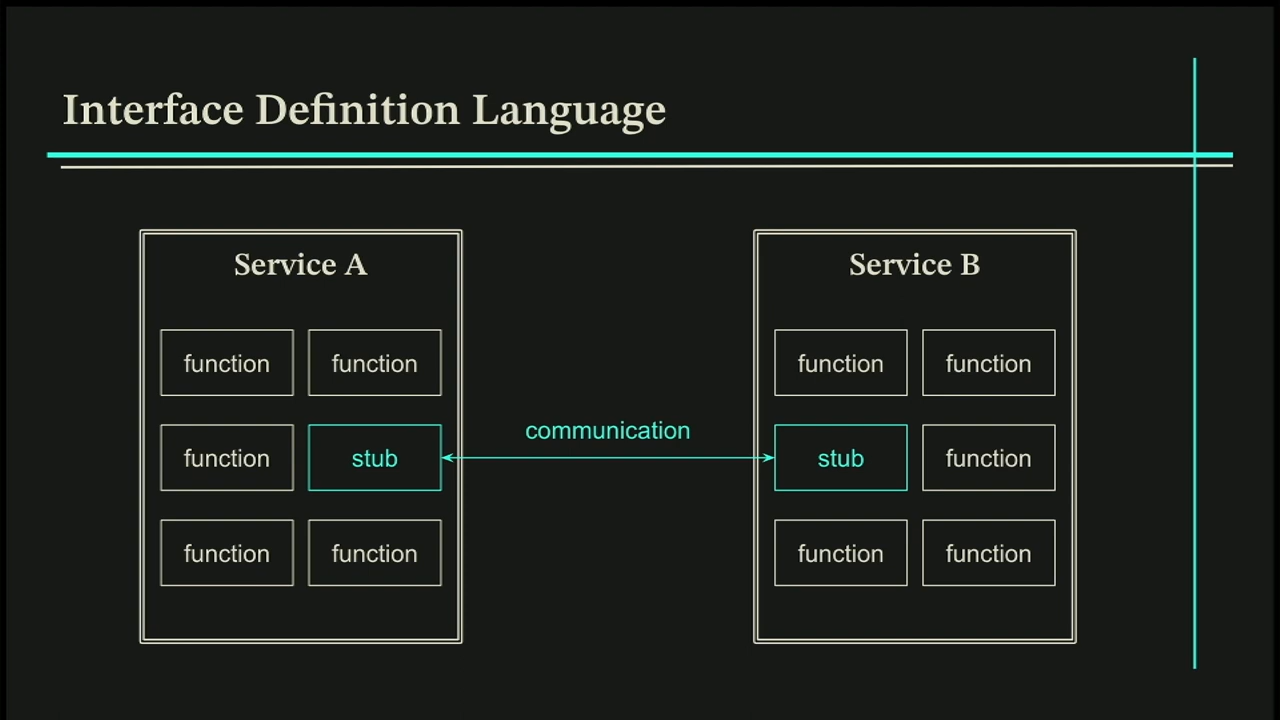 Interface Definition Language
Service A
function function
function stub
function function
communication
Service B
function function
stub function
function function